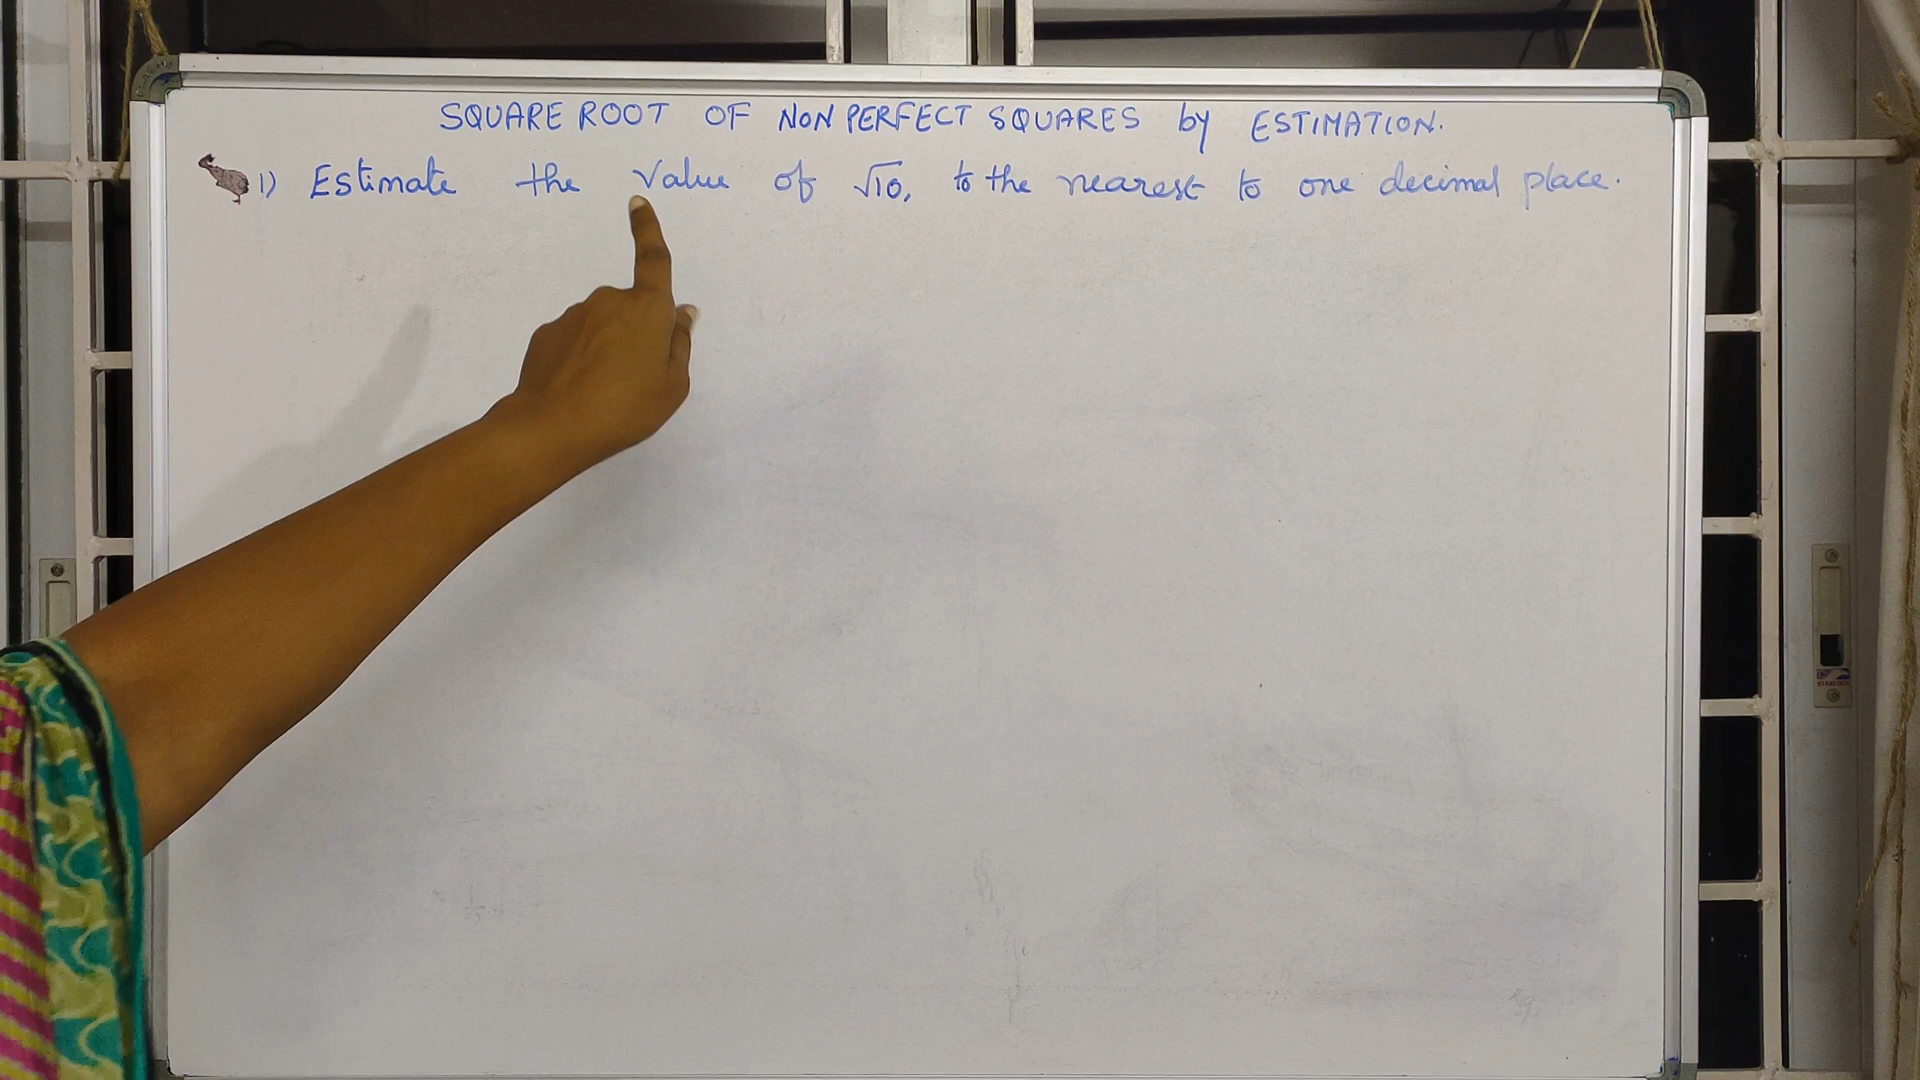 SQUARE ROOT OF NON PERFECT SQUARES by ESTIMATION.
1) Estimate the value of √10, to the nearest to one decimal place.